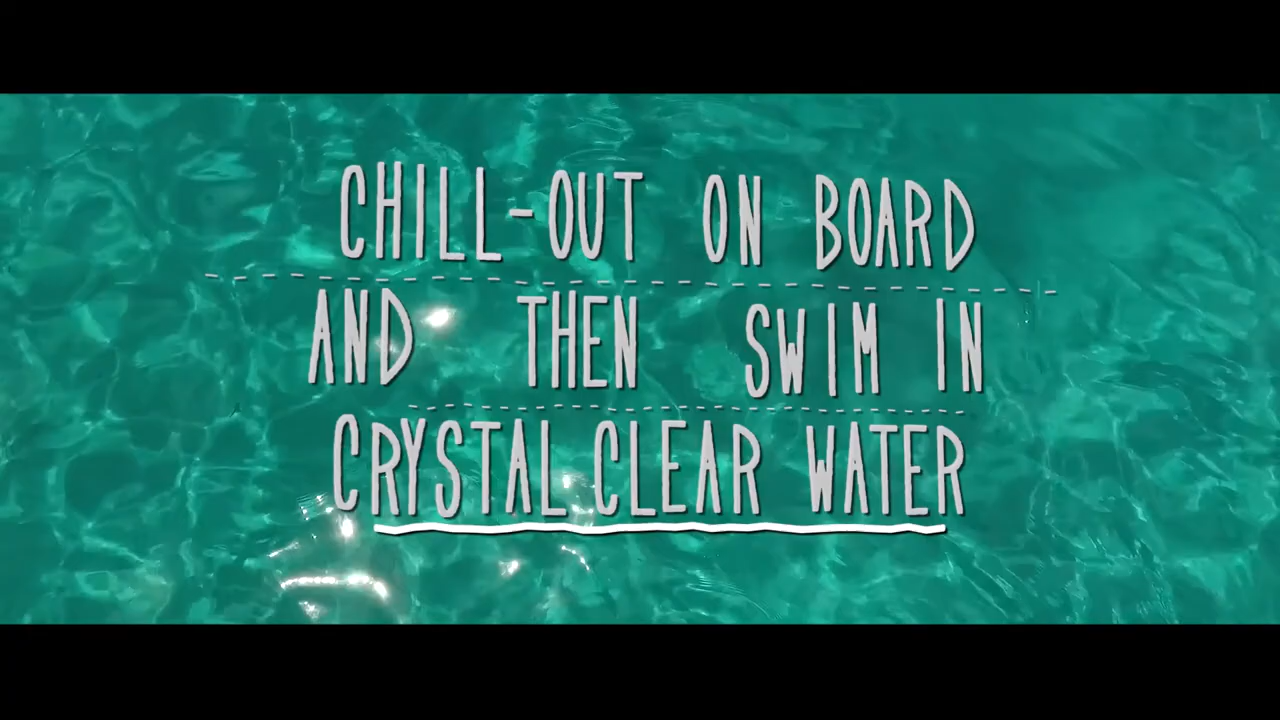 CHILL-OUT ON BOARD
AND THEN SWIM IN
CRYSTAL CLEAR WATER